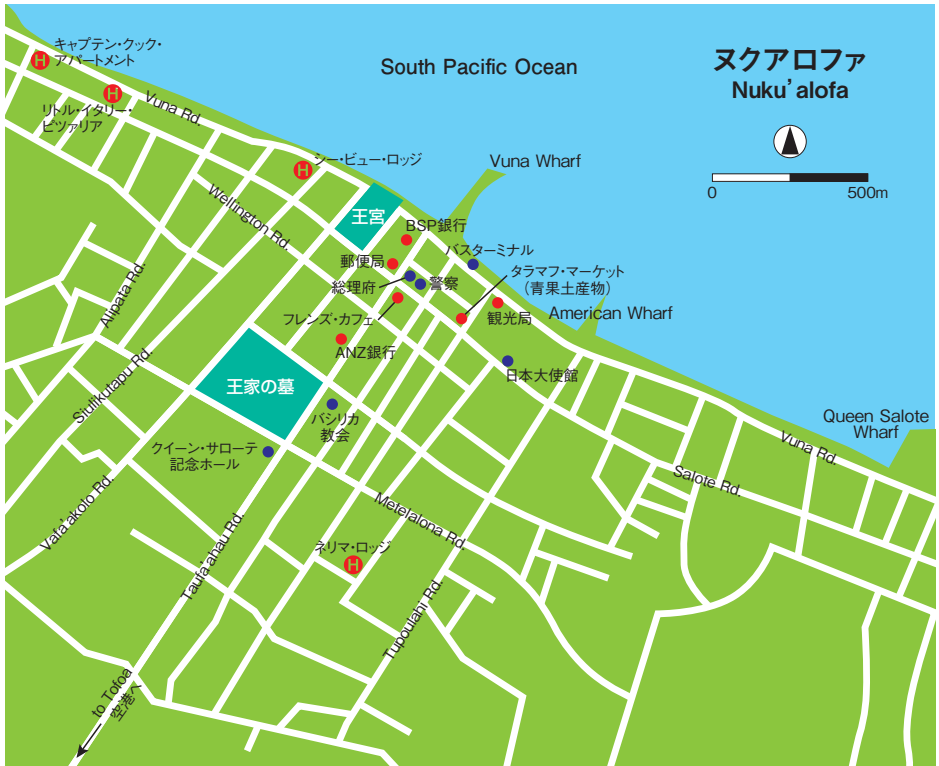 ヌクアロファ
Nuku'alofa
0
500m
South Pacific Ocean
キャプテン・クック・
アパートメント
H
H
リトル・イタリー・
ピツァリア
Vuna Rd.
シー・ビュー・ロッジ
H
Vuna Wharf
Wellington Rd.
王宮
BSP銀行
バスターミナル
郵便局
タラマフ・マーケット
(青果土産物)
総理府
警察
フレンズ・カフェ
観光局
American Wharf
Alipata Rd.
ANZ銀行
日本大使館
王家の墓
Siulikutapu Rd.
バシリカ
教会
Queen Salote
Wharf
Vuna Rd.
クイーン・サローテ
記念ホール
Salote Rd.
Vafa'akolo Rd.
Metelalona Rd.
Taufa'ahau Rd.
ネリマ・ロッジ
H
Tupoulahi Rd.
to Tofoa
空港へ